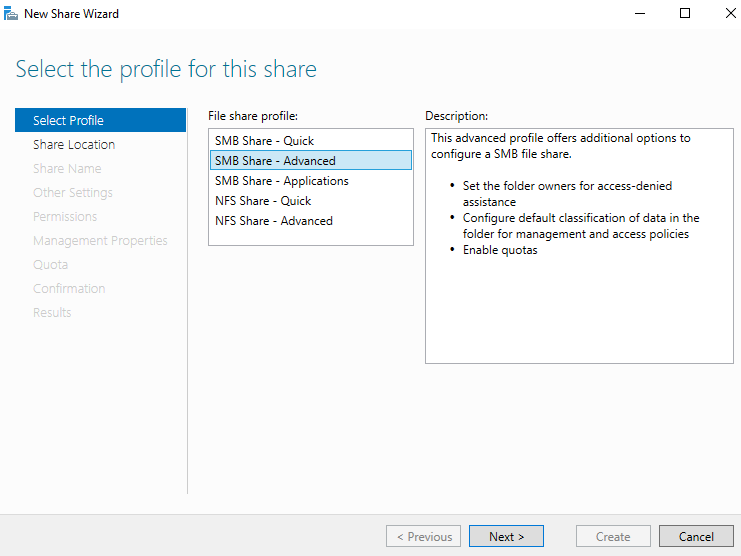 New Share Wizard
Select the profile for this share
Select Profile
Share Location
Share Name
Other Settings
Permissions
Management Properties
Quota
Confirmation
Results
File share profile:
SMB Share - Quick
SMB Share - Advanced
SMB Share - Applications
NFS Share - Quick
NFS Share - Advanced
Description:
This advanced profile offers additional options to
configure a SMB file share.
• Set the folder owners for access-denied
assistance
• Configure default classification of data in the
folder for management and access policies
• Enable quotas
< Previous
Next >
Create
Cancel